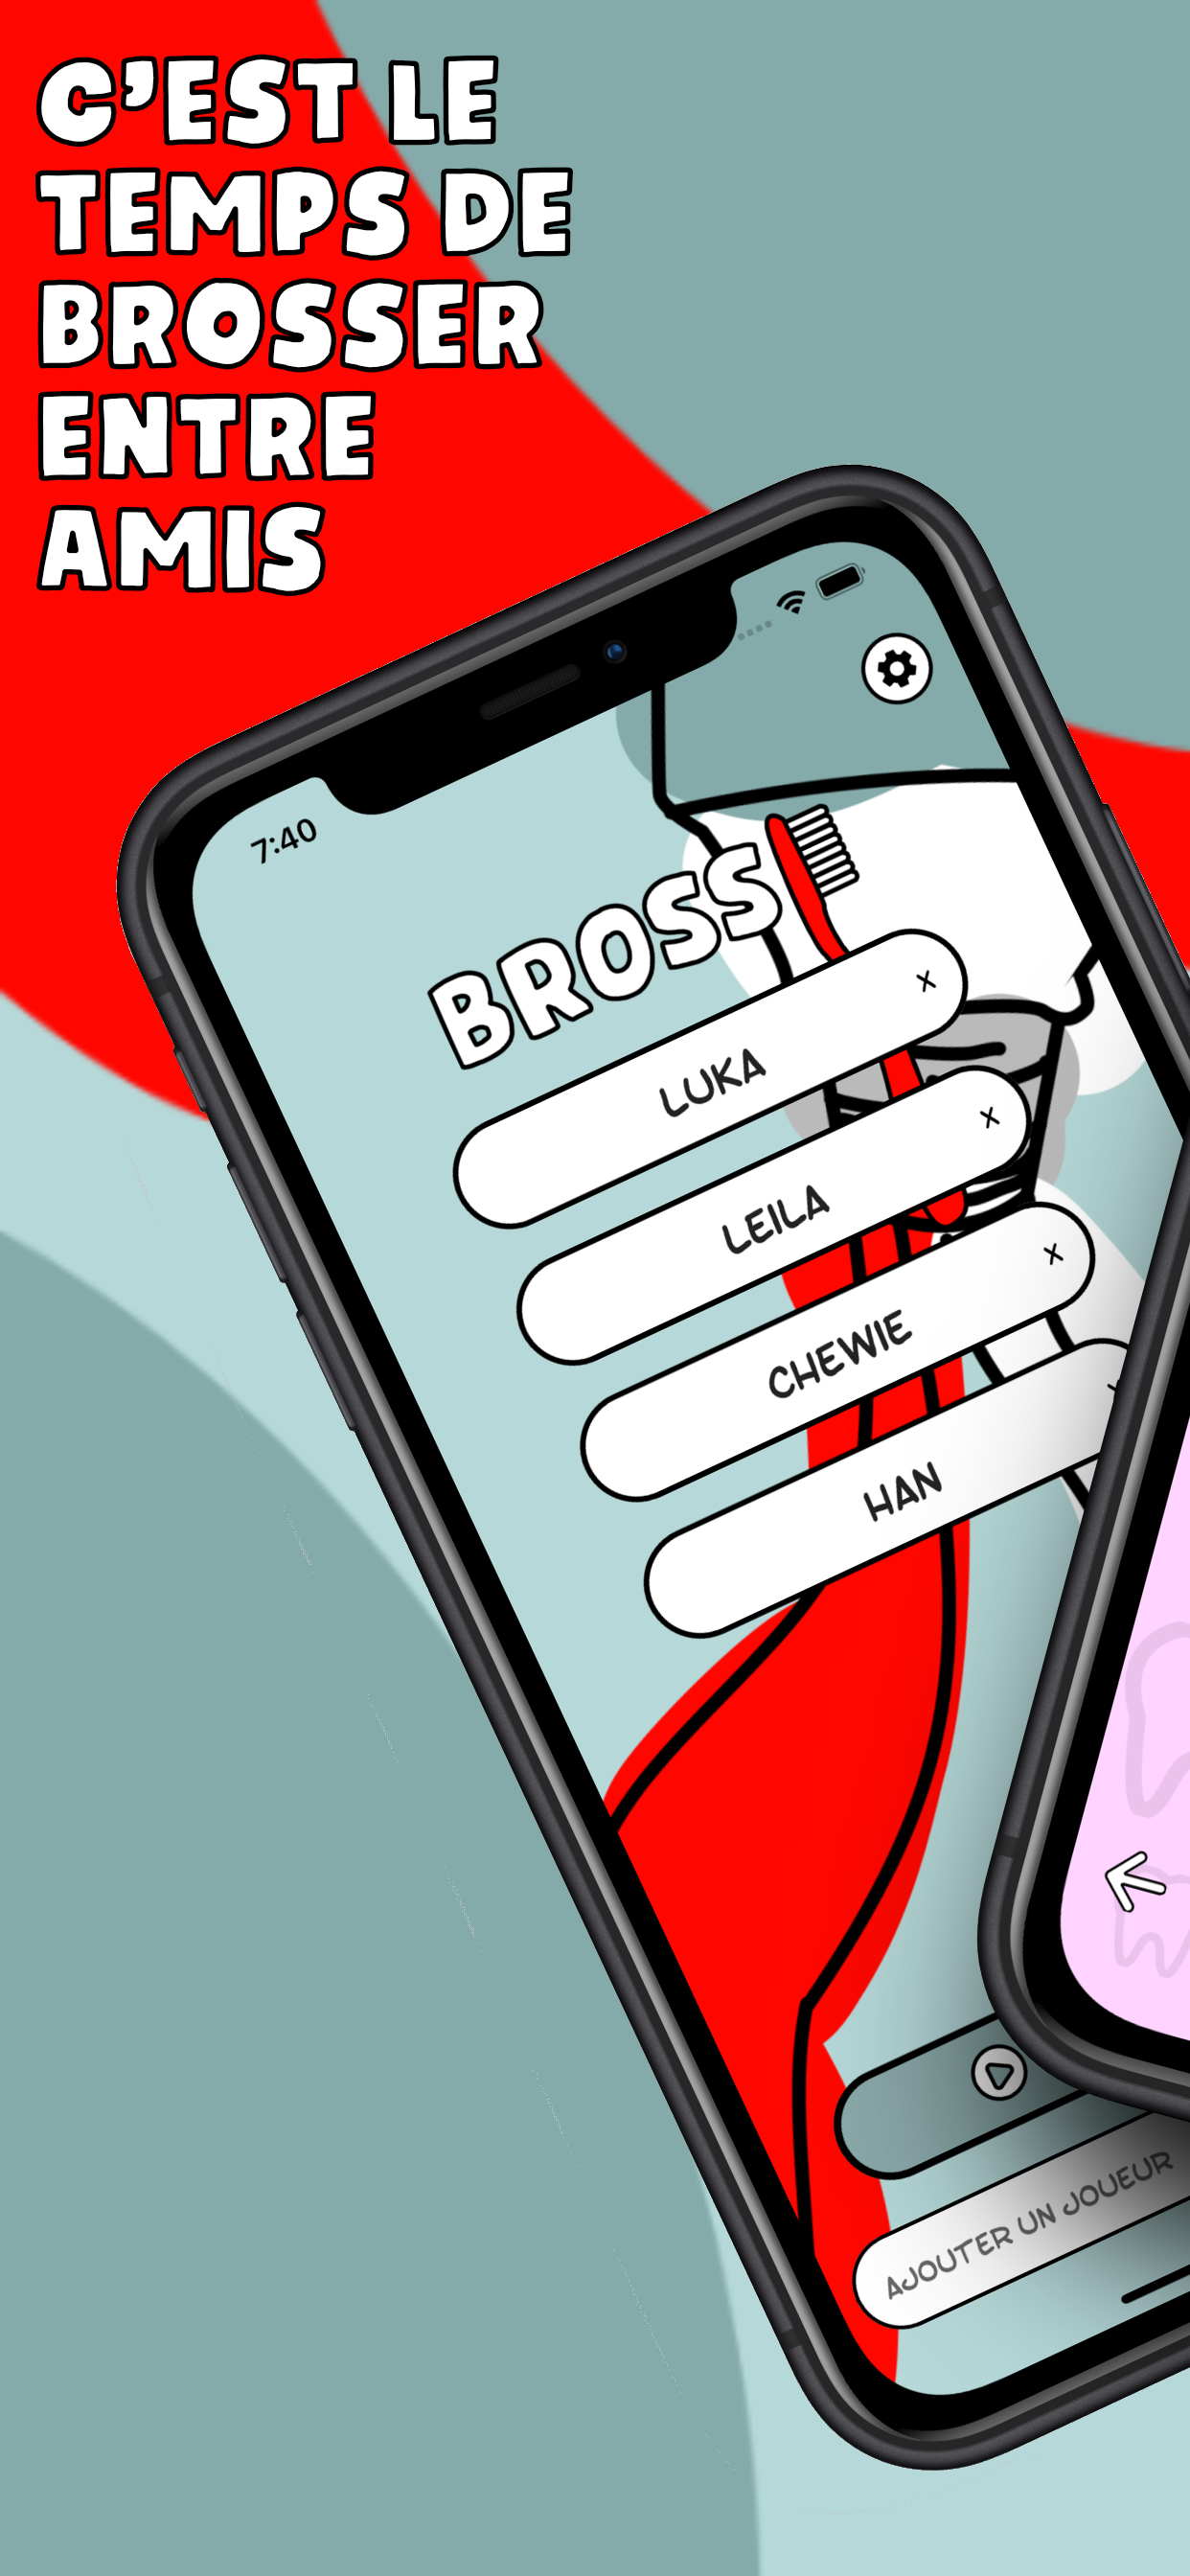 C'EST LE
TEMPS DE
BROSSER
ENTRE
AMIS
7:40
BROSS
LUKA
x
LEILA
x
CHEWIE
x
HAN
AJOUTER UN JOUEUR